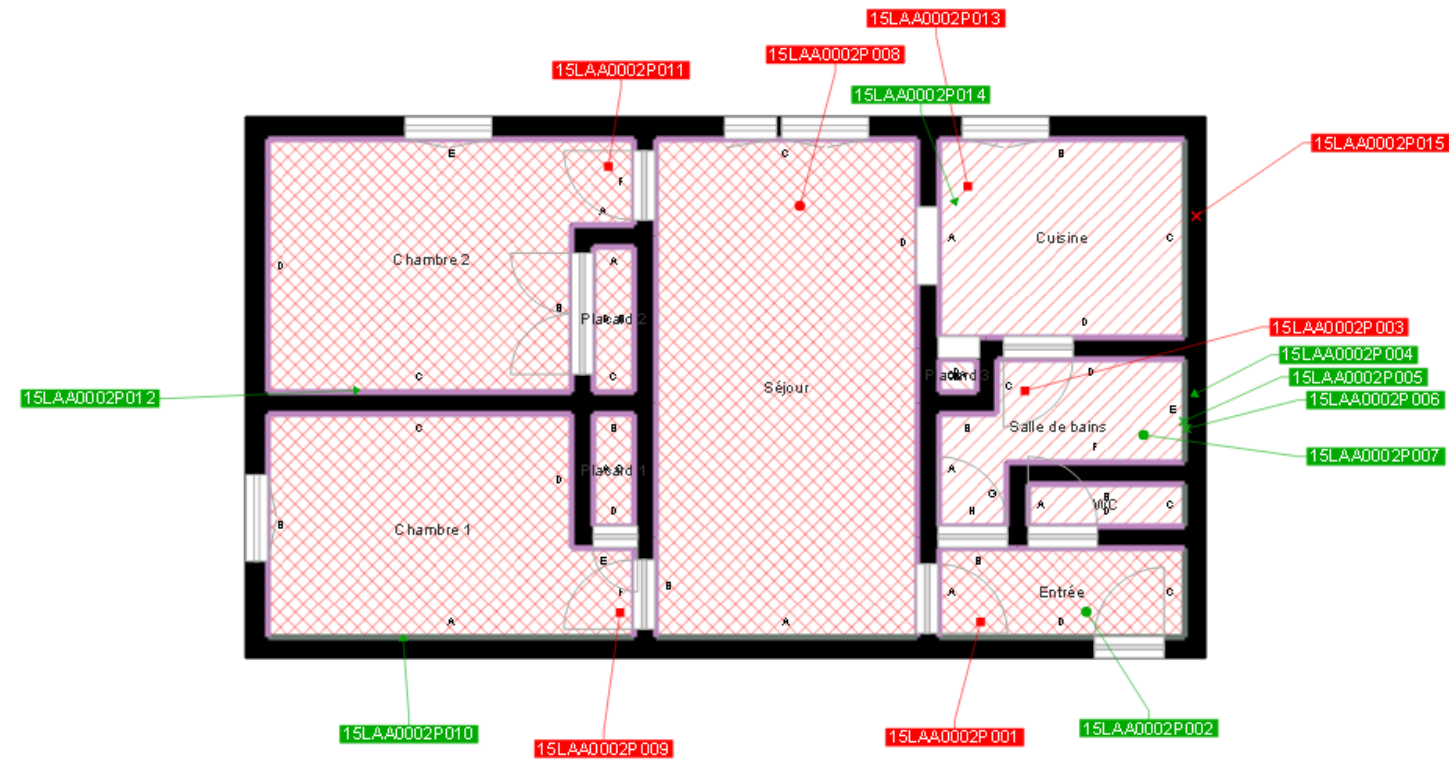 15LAA0002P013
15LAA0002P008
15LAA0002P011
15LAA0002P014
15LAA0002P015
E
C
B
F
A
D
A
C
Cuisine
Chambre 2
A
D
B
D
Placard 2
15LAA0002P003
15LAA0002P004
C
C
Séjour
Placard 3
C
D
15LAA0002P005
15LAA0002P012
15LAA0002P006
E
C
B
B
Salle de bains
F
15LAA0002P007
Placard 1
A
D
G
B
A
WC
C
D
H
B
Chambre 1
E
B
F
B
A
Entrée
C
A
A
D
15LAA0002P010
15LAA0002P009
15LAA0002P001
15LAA0002P002